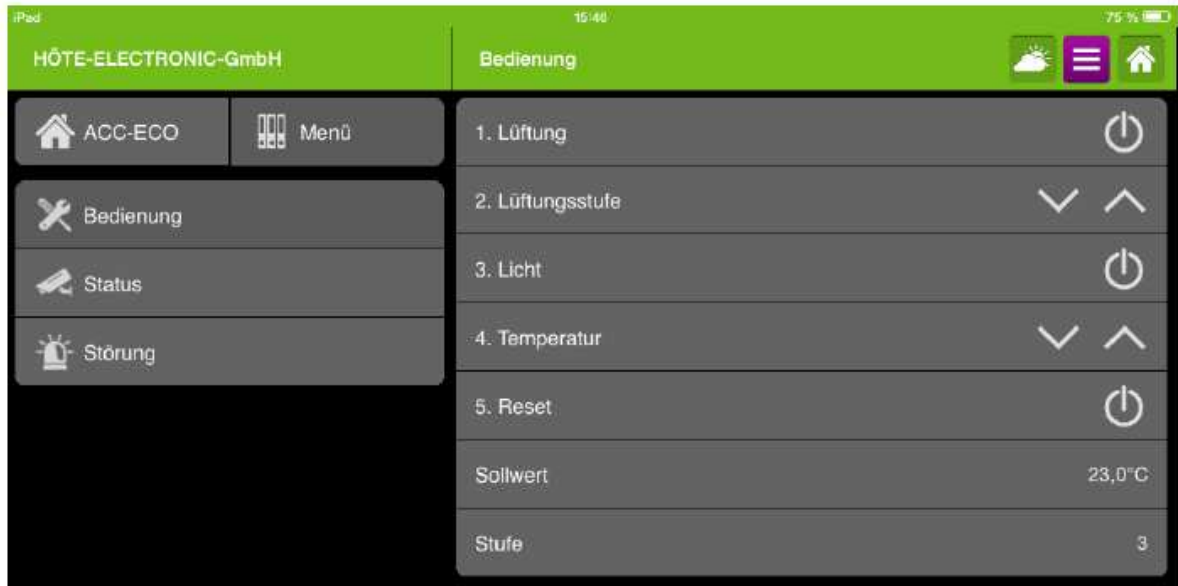 iPad 15:46 75 %
HÖTE-ELECTRONIC-GmbH
Bedienung
ACC-ECO
Menü
Bedienung
Status
Störung
1. Lüftung
2. Lüftungsstufe
3. Licht
4. Temperatur
5. Reset
Sollwert 23,0°C
Stufe 3